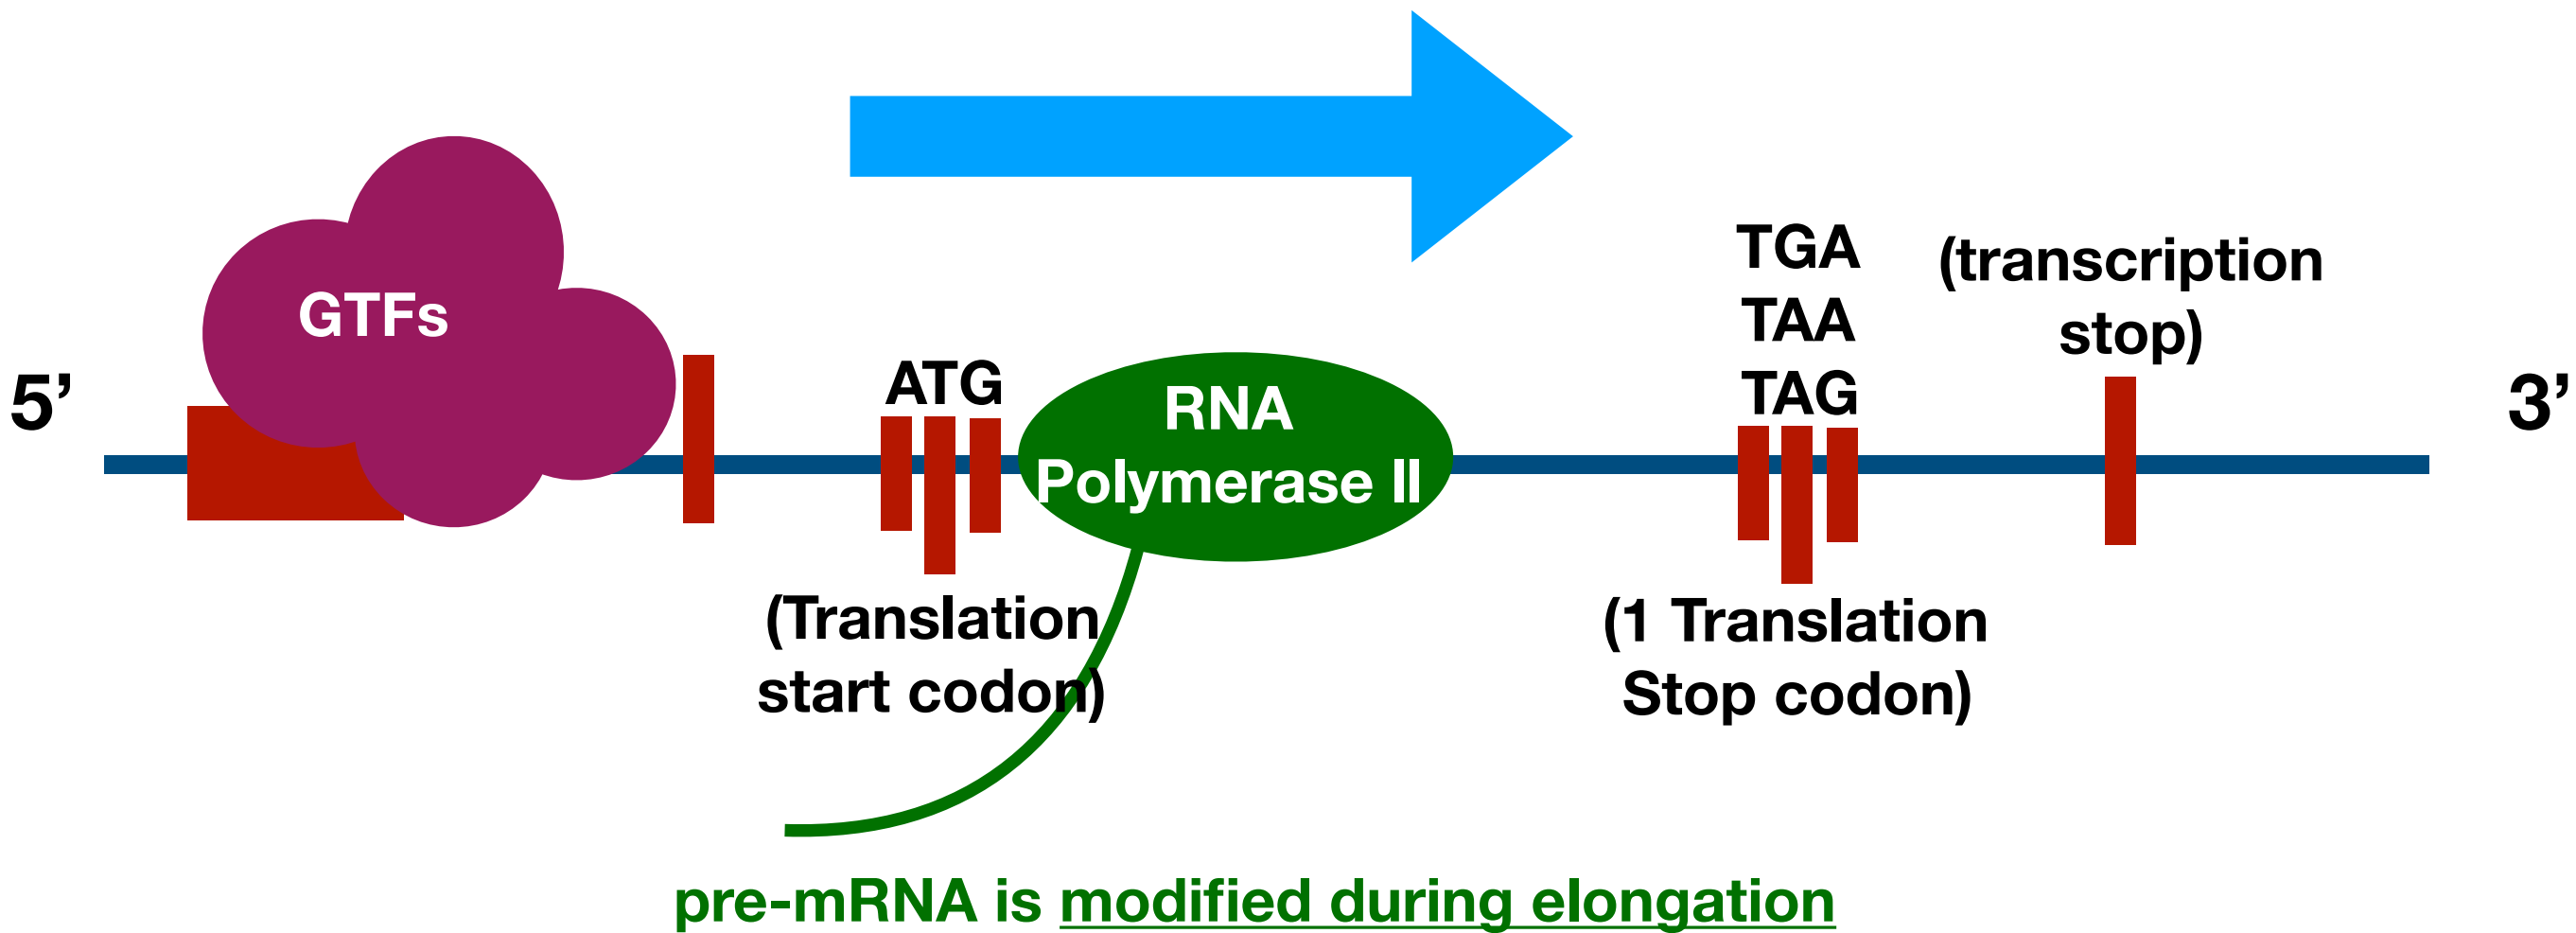 TGA
TAA
TAG
(transcription
stop)
GTFs
5’
ATG
RNA
Polymerase II
3’
(Translation
start codon)
(1 Translation
Stop codon)
pre-mRNA is modified during elongation